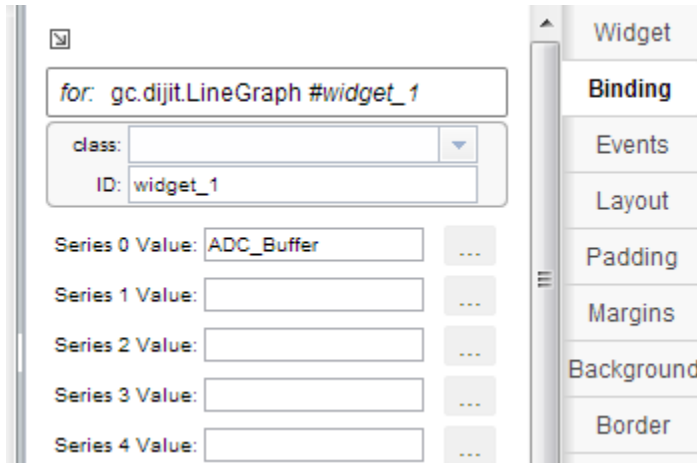 for: gc.dijit.LineGraph #widget_1
class:
ID: widget_1
Series 0 Value: ADC_Buffer ...
Series 1 Value: ...
Series 2 Value: ...
Series 3 Value: ...
Series 4 Value: ...
Widget
Binding
Events
Layout
Padding
Margins
Background
Border